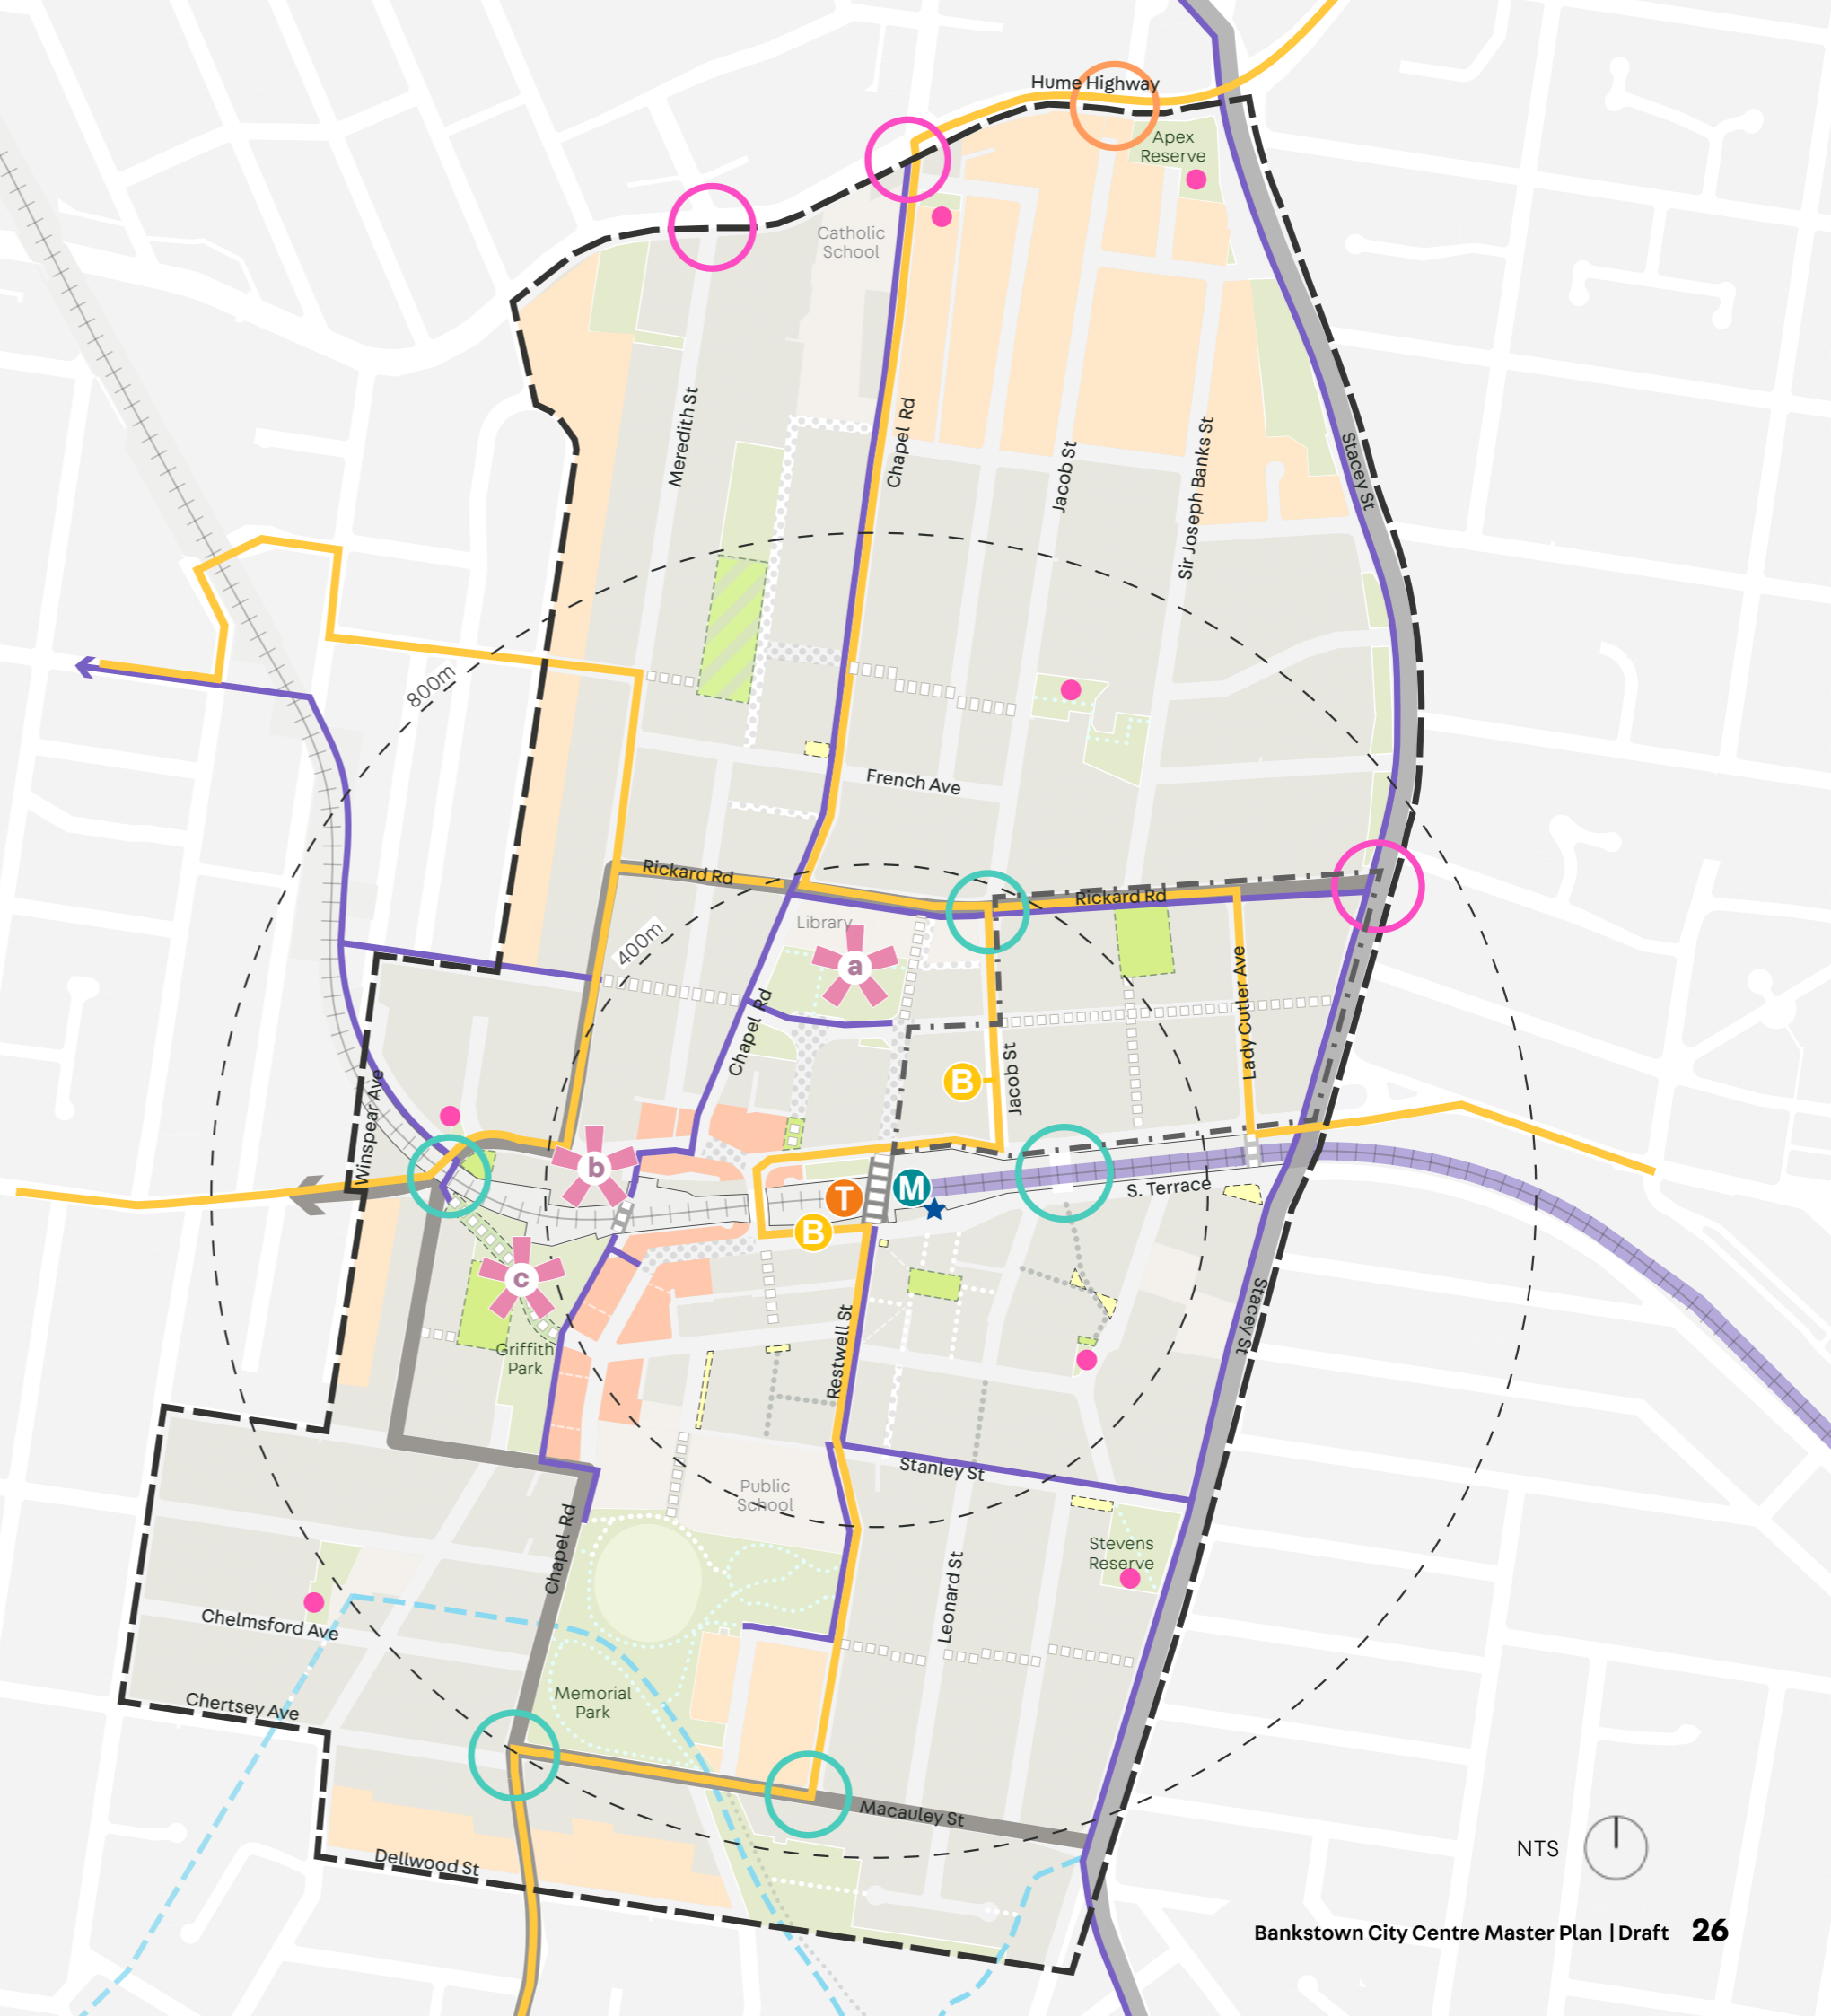 Hume Highway
Apex
Reserve
Catholic
School
Meredith St
Chapel Rd
Jacob St
Sir Joseph Banks St
Stacey St
800m
French Ave
Rickard Rd
Rickard Rd
Library
400m
a
Chapel Rd
Lady Cutler Ave
B
Jacob St
Winspear Ave
b
T
M
S. Terrace
B
c
Griffith
Park
Restwell St
Stacey St
Stanley St
Public
School
Chapel Rd
Stevens
Reserve
Leonard St
Chelmsford Ave
Memorial
Park
Chertsey Ave
Macauley St
Dellwood St
NTS
Bankstown City Centre Master Plan | Draft 26